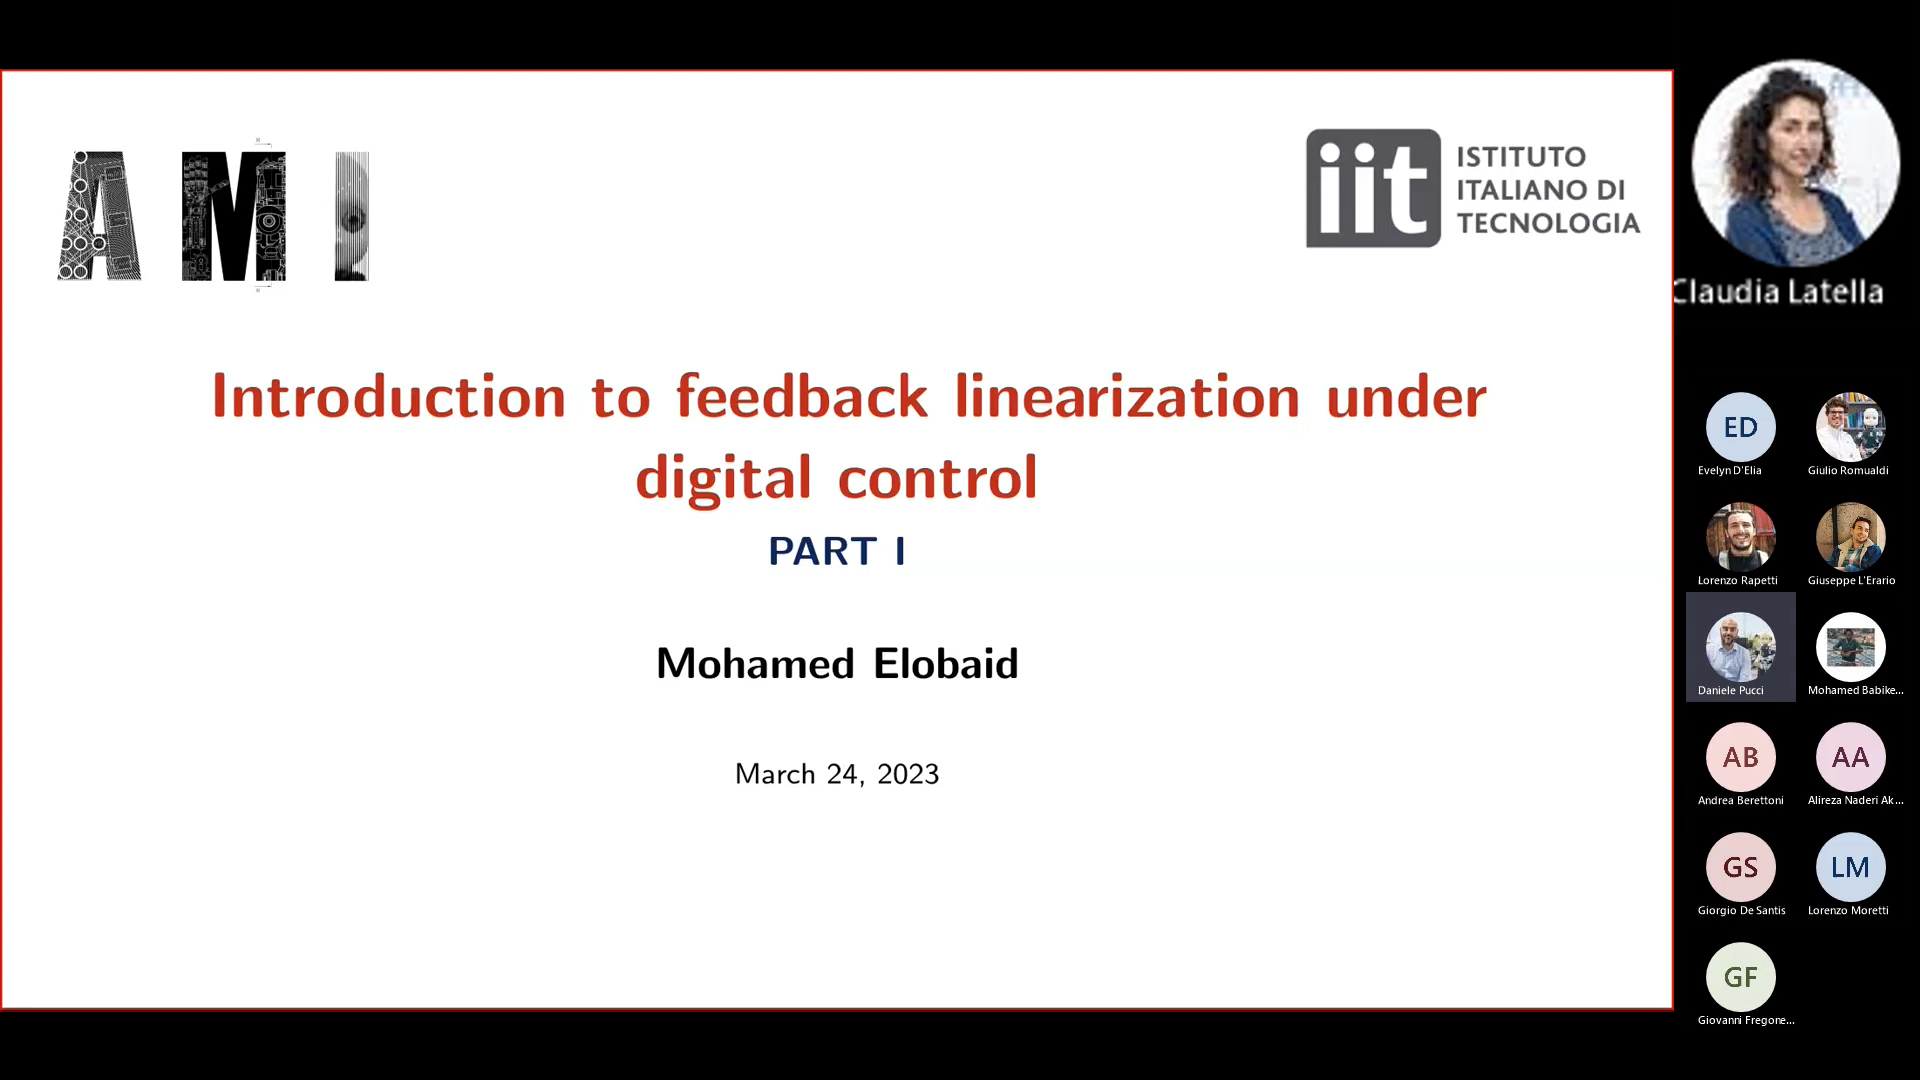 AMI
iit
ISTITUTO
ITALIANO DI
TECNOLOGIA
Introduction to feedback linearization under
digital control
PART I
Mohamed Elobaid
March 24, 2023
Claudia Latella
ED
Evelyn D'Elia
Giulio Romualdi
Lorenzo Rapetti
Giuseppe L'Erario
Daniele Pucci
Mohamed Babike...
AB
Andrea Berettoni
AA
Alireza Naderi Ak...
GS
Giorgio De Santis
LM
Lorenzo Moretti
GF
Giovanni Fregone...